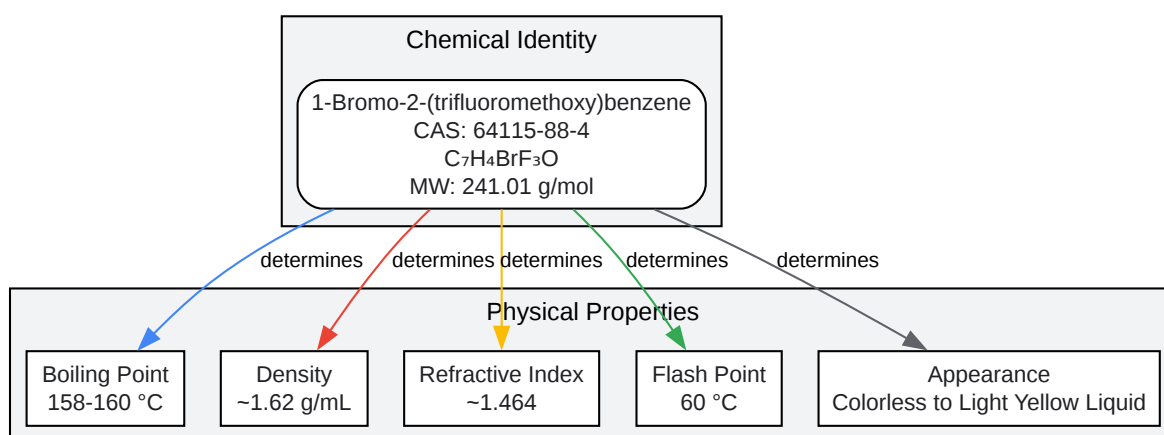 Chemical Identity
1-Bromo-2-(trifluoromethoxy)benzene
CAS: 64115-88-4
C₇H₄BrF₃O
MW: 241.01 g/mol
determines
determines
determines
determines
determines
Physical Properties
Boiling Point
158-160 °C
Density
~1.62 g/mL
Refractive Index
~1.464
Flash Point
60 °C
Appearance
Colorless to Light Yellow Liquid